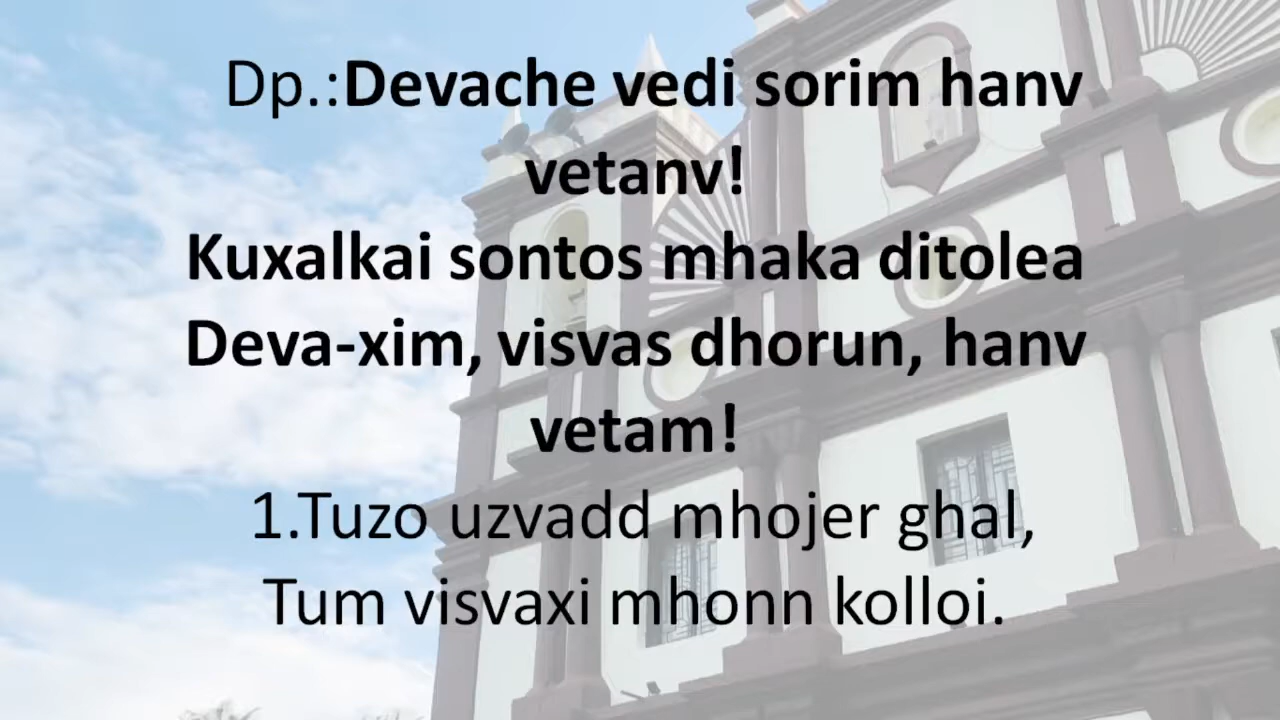 Dp.:Devache vedi sorim hanv
vetanv!
Kuxalkai sontos mhaka ditolea
Deva-xim, visvas dhorun, hanv
vetam!
1.Tuzo uzvadd mhojer ghal,
Tum visvaxi mhonn kolloi.